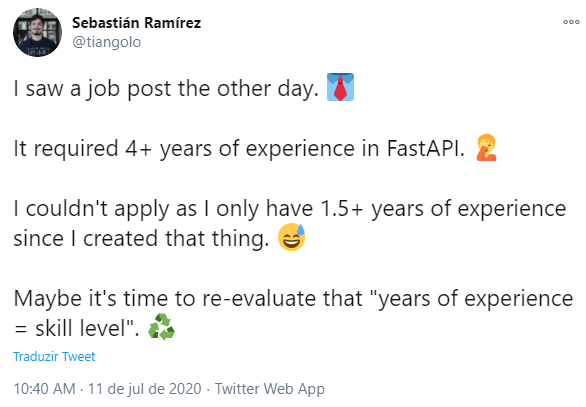 Sebastián Ramírez
@tiangolo
I saw a job post the other day. 👔
It required 4+ years of experience in FastAPI. 🤦
I couldn't apply as I only have 1.5+ years of experience
since I created that thing. 😅
Maybe it's time to re-evaluate that "years of experience
= skill level". ♻️
Traduzir Tweet
10:40 AM · 11 de jul de 2020 · Twitter Web App